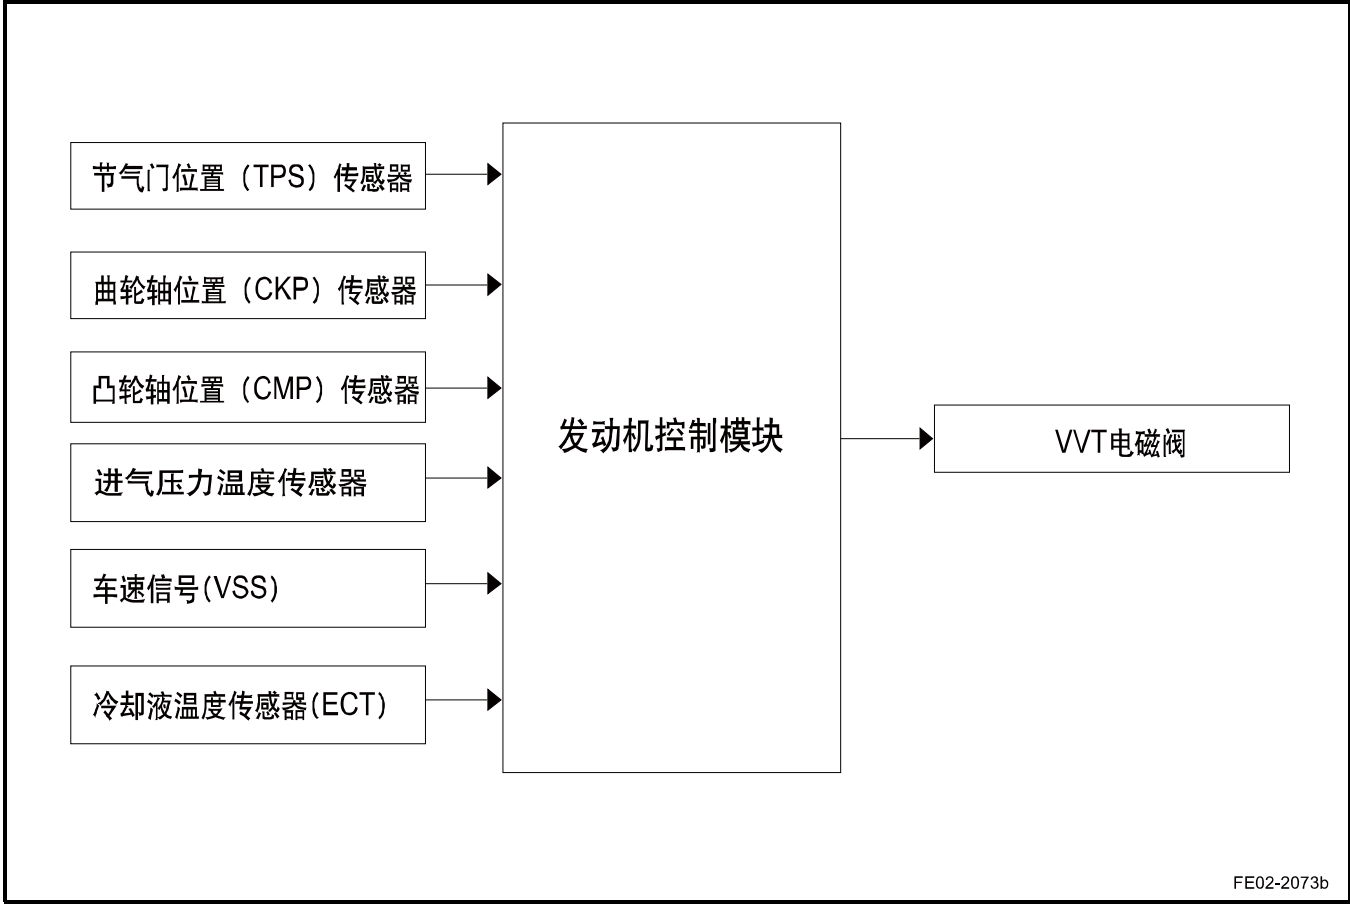 节气门位置（TPS）传感器
曲轮轴位置（CKP）传感器
凸轮轴位置（CMP）传感器
进气压力温度传感器
车速信号(VSS)
冷却液温度传感器(ECT)
发动机控制模块
VVT电磁阀
FE02-2073b